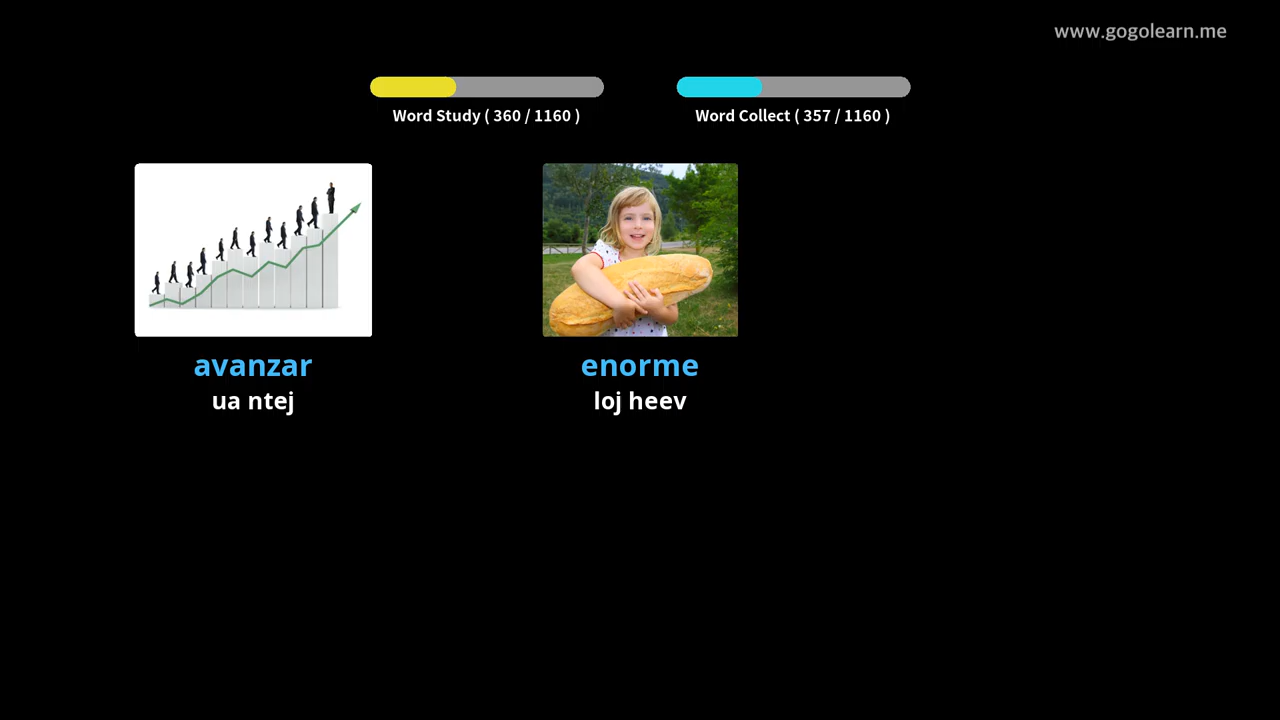 www.gogolearn.me
Word Study ( 360 / 1160 )
Word Collect ( 357 / 1160 )
avanzar
ua ntej
enorme
loj heev